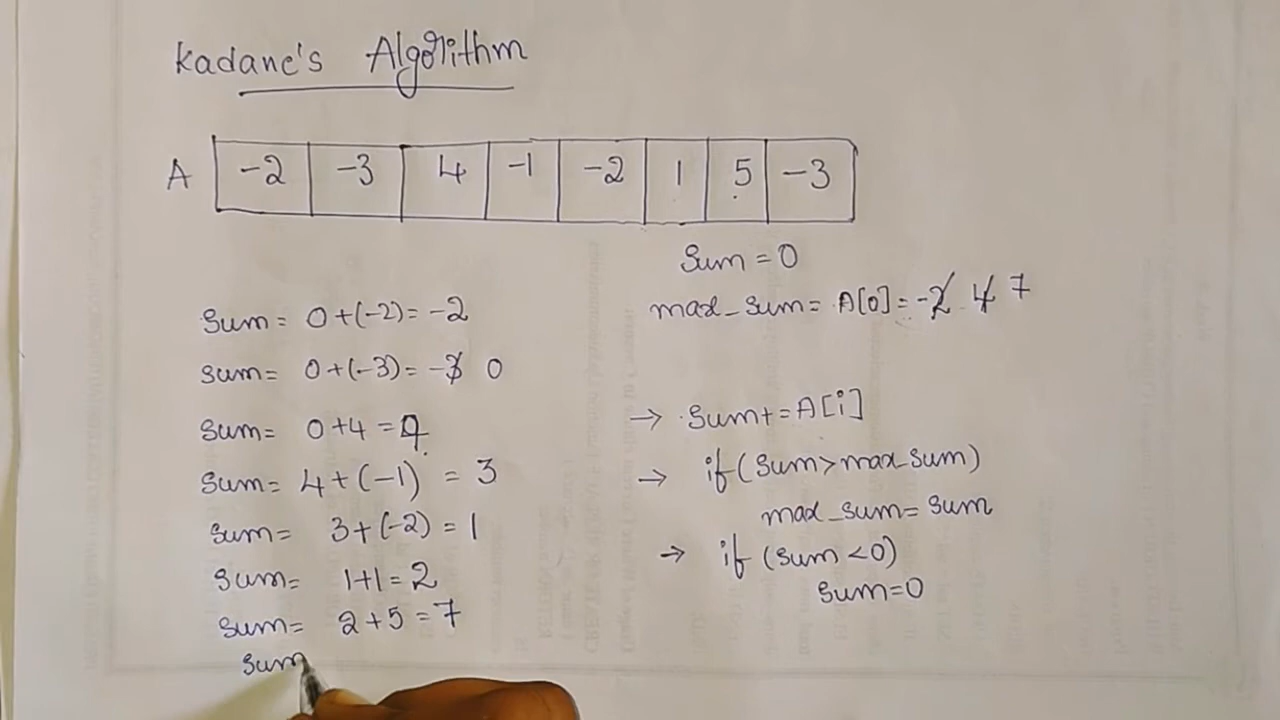 Kadane's Algorithm
A -2 -3 4 -1 -2 1 5 -3
Sum = 0
max_sum = A[0] = -2 4 7
Sum = 0+(-2) = -2
Sum = 0+(-3) = -3 0
Sum = 0+4 = 4
Sum = 4+(-1) = 3
Sum = 3+(-2) = 1
Sum = 1+1 = 2
Sum = 2+5 = 7
Sum
→ Sum+=A[i]
→ if(Sum>max_sum)
max_sum = sum
→ if (sum<0)
Sum=0